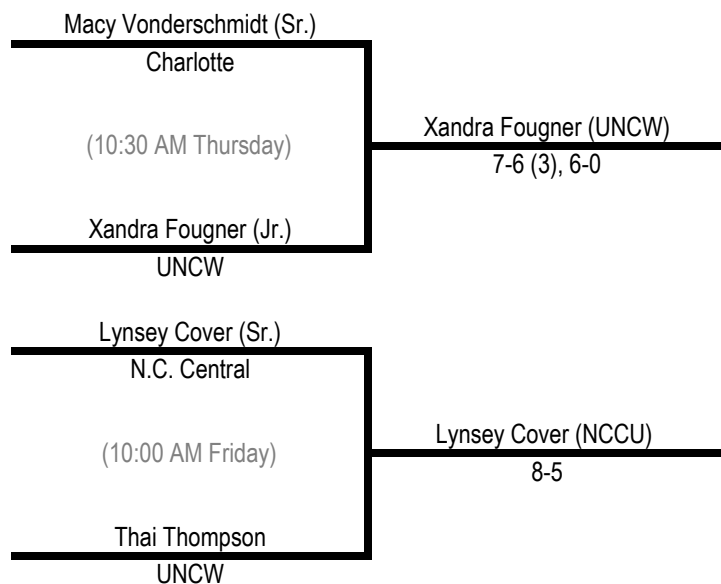 Macy Vonderschmidt (Sr.)
Charlotte
(10:30 AM Thursday)
Xandra Fougner (UNCW)
7-6 (3), 6-0
Xandra Fougner (Jr.)
UNCW
Lynsey Cover (Sr.)
N.C. Central
(10:00 AM Friday)
Lynsey Cover (NCCU)
8-5
Thai Thompson
UNCW